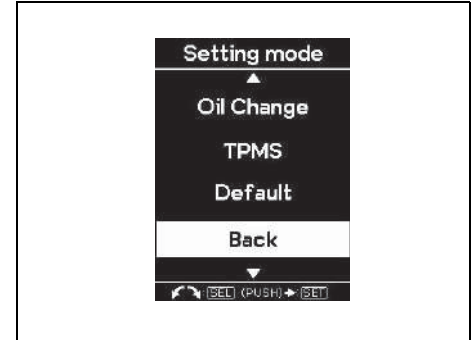 Setting mode
Oil Change
TPMS
Default
Back
:SEL (PUSH) SET